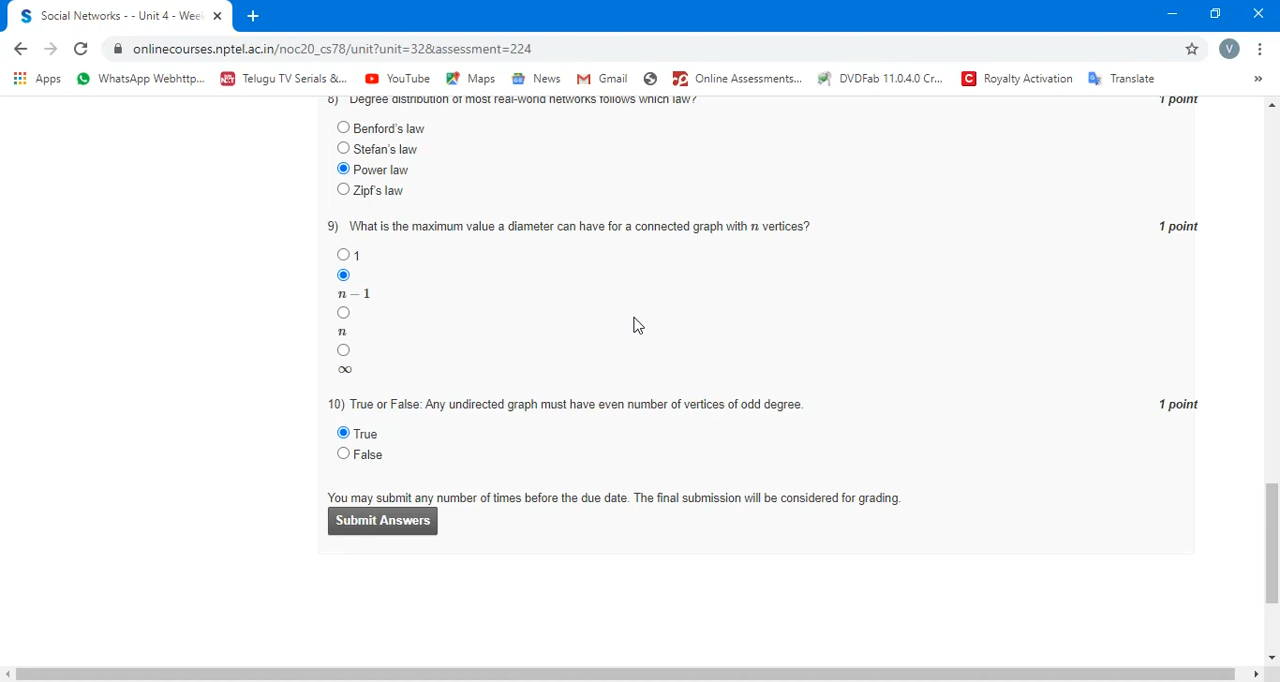 Social Networks - - Unit 4 - Wee
onlinecourses.nptel.ac.in/noc20_cs78/unit?unit=32&assessment=224
V
Apps WhatsApp Webhttp... Telugu TV Serials &... YouTube Maps News Gmail Online Assessments... DVDFab 11.0.4.0 Cr... Royalty Activation Translate »
8) Degree distribution of most real-world networks follows which law? 1 point
Benford's law
Stefan's law
Power law
Zipf's law
9) What is the maximum value a diameter can have for a connected graph with n vertices? 1 point
1
n − 1
n
∞
10) True or False: Any undirected graph must have even number of vertices of odd degree. 1 point
True
False
You may submit any number of times before the due date. The final submission will be considered for grading.
Submit Answers